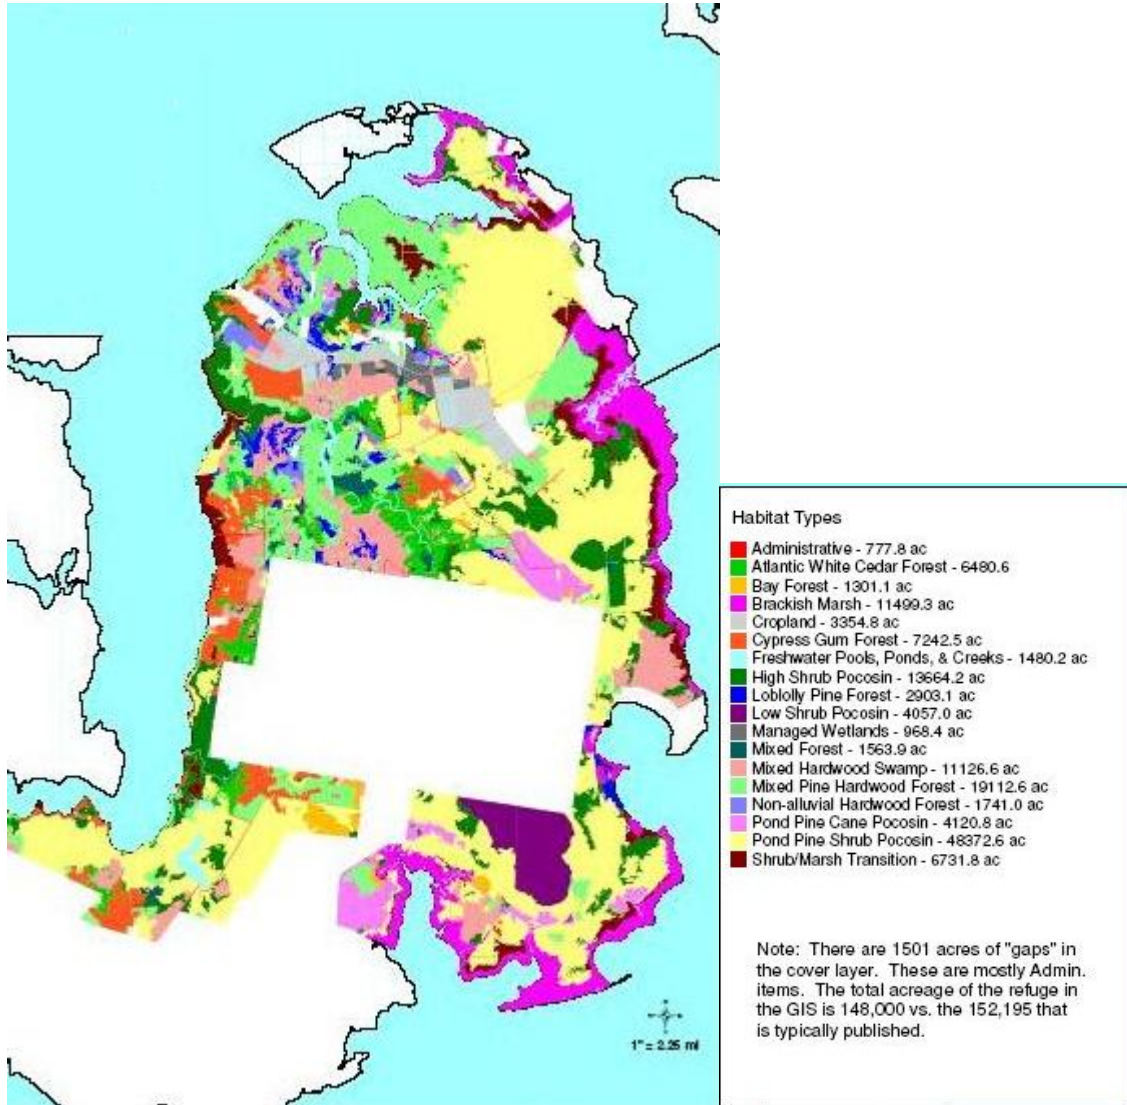 Habitat Types
Administrative - 777.8 ac
Atlantic White Cedar Forest - 6480.6
Bay Forest - 1301.1 ac
Brackish Marsh - 11499.3 ac
Cropland - 3354.8 ac
Cypress Gum Forest - 7242.5 ac
Freshwater Pools, Ponds, & Creeks - 1480.2 ac
High Shrub Pocosin - 13664.2 ac
Loblolly Pine Forest - 2903.1 ac
Low Shrub Pocosin - 4057.0 ac
Managed Wetlands - 968.4 ac
Mixed Forest - 1563.9 ac
Mixed Hardwood Swamp - 11126.6 ac
Mixed Pine Hardwood Forest - 19112.6 ac
Non-alluvial Hardwood Forest - 1741.0 ac
Pond Pine Cane Pocosin - 4120.8 ac
Pond Pine Shrub Pocosin - 48372.6 ac
Shrub/Marsh Transition - 6731.8 ac
Note: There are 1501 acres of "gaps" in
the cover layer. These are mostly Admin.
items. The total acreage of the refuge in
the GIS is 148,000 vs. the 152,195 that
is typically published.
1" = 2.25 mi